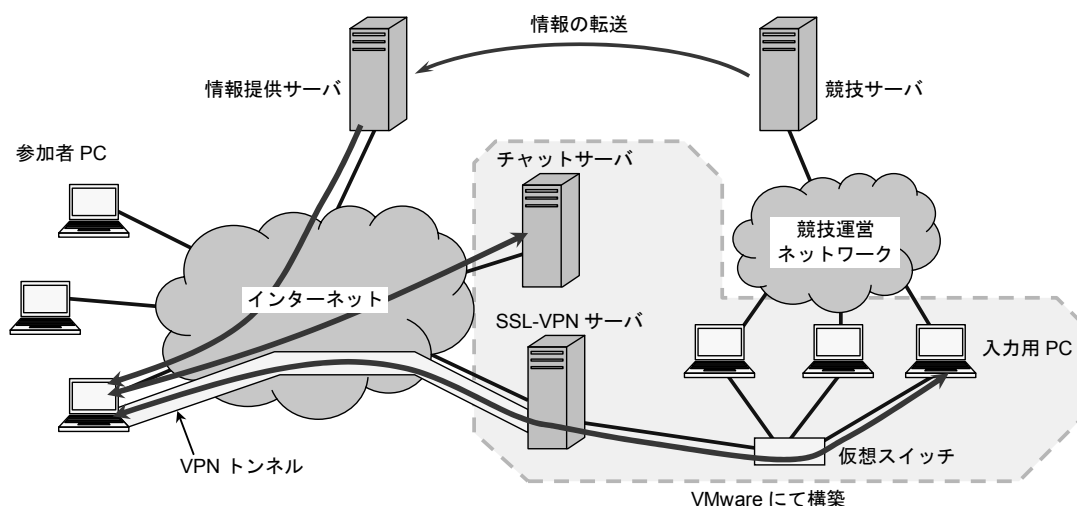 情報の転送
情報提供サーバ
競技サーバ
参加者 PC
チャットサーバ
競技運営
ネットワーク
インターネット
SSL-VPN サーバ
入力用 PC
VPN トンネル
仮想スイッチ
VMware にて構築